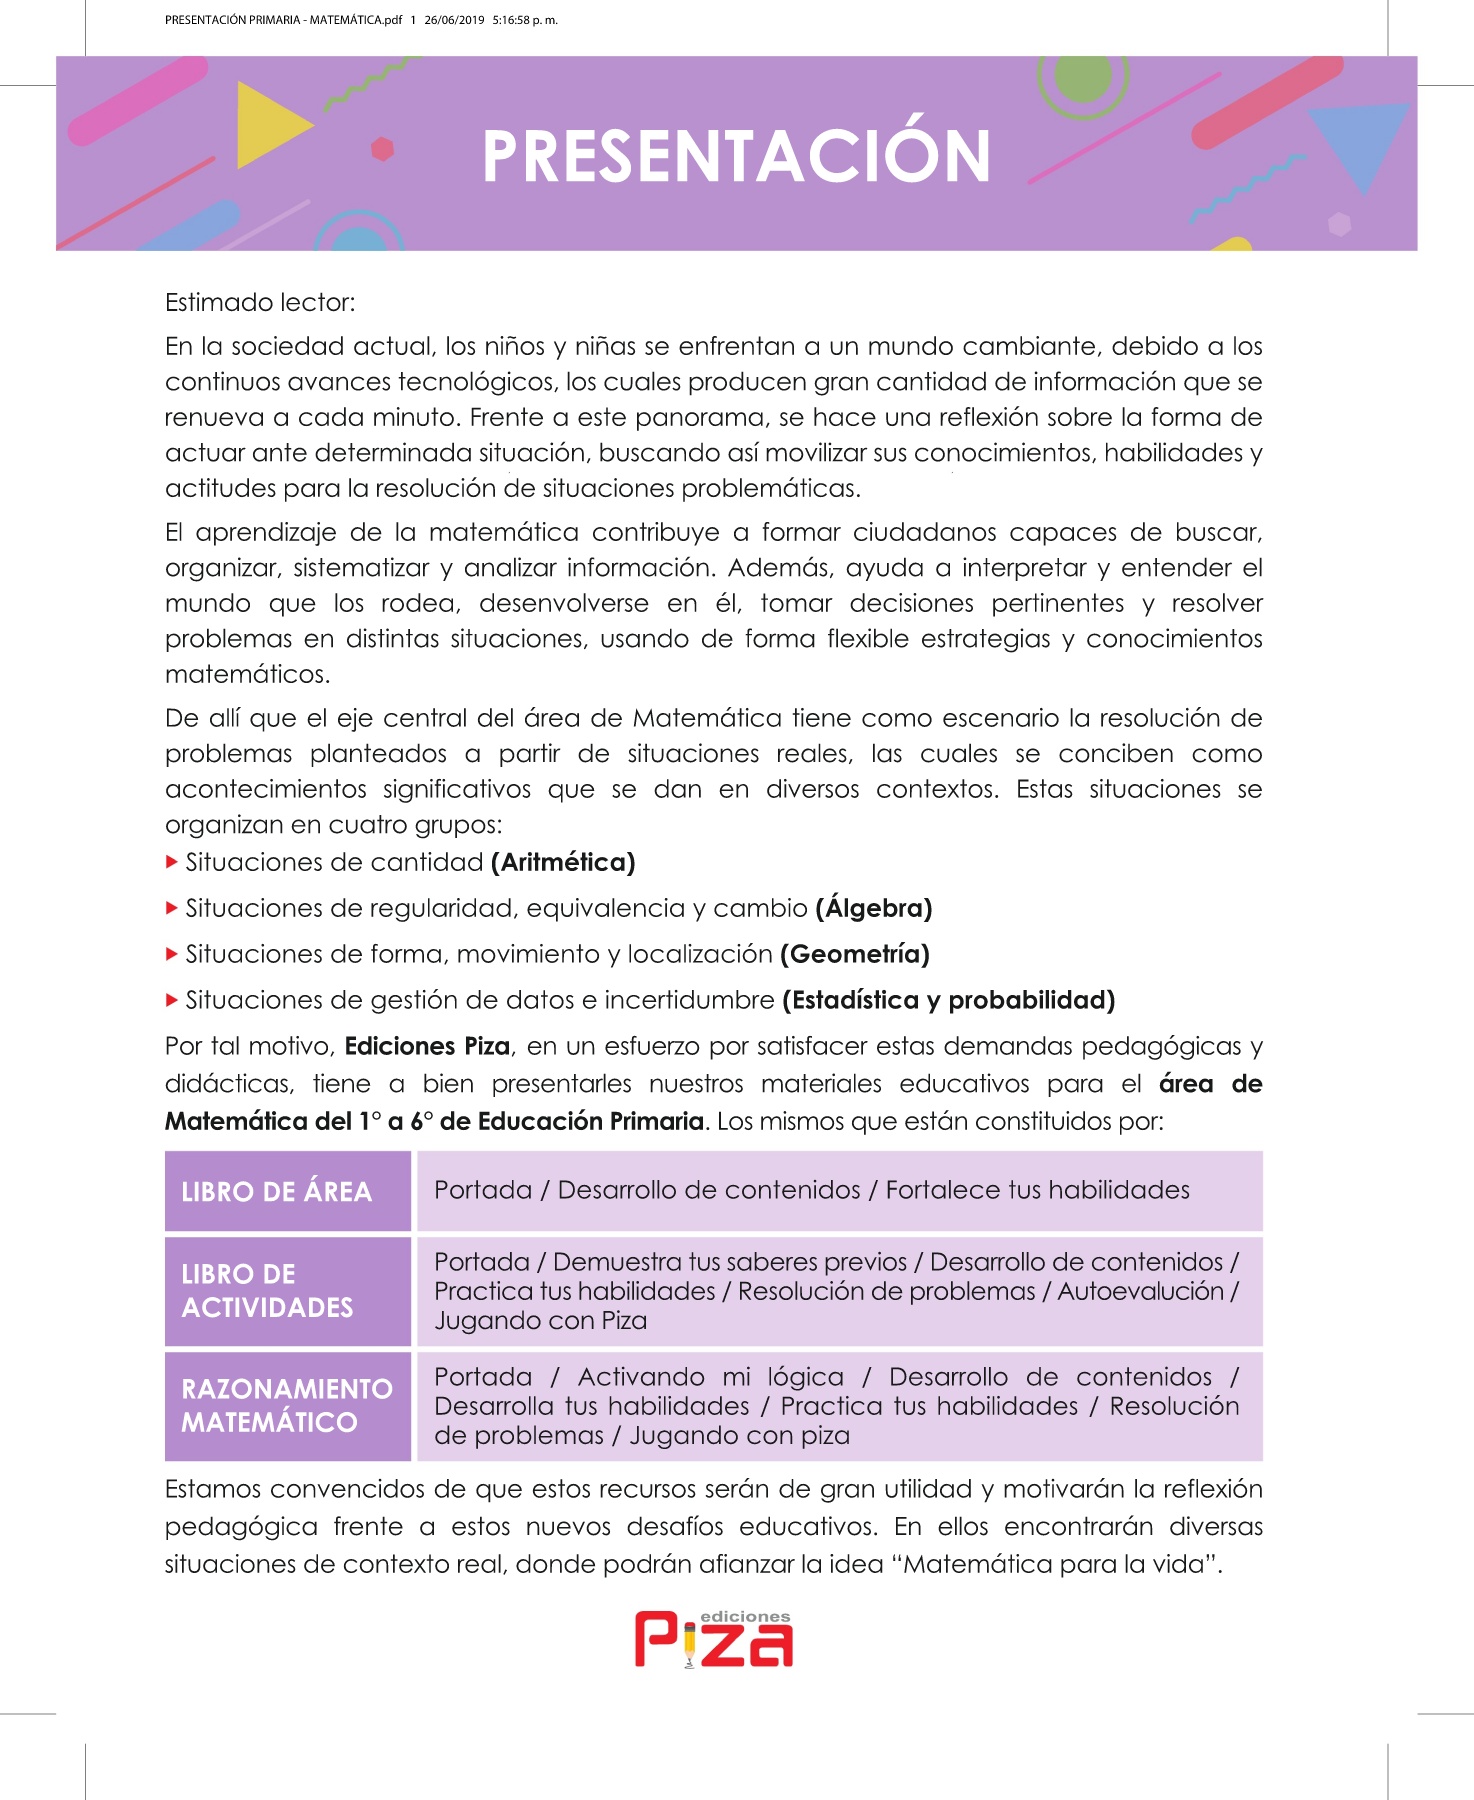 PRESENTACIÓN PRIMARIA - MATEMÁTICA.pdf 1 26/06/2019 5:16:58 p. m.
PRESENTACIÓN
Estimado lector:
En la sociedad actual, los niños y niñas se enfrentan a un mundo cambiante, debido a los
continuos avances tecnológicos, los cuales producen gran cantidad de información que se
renueva a cada minuto. Frente a este panorama, se hace una reflexión sobre la forma de
actuar ante determinada situación, buscando así movilizar sus conocimientos, habilidades y
actitudes para la resolución de situaciones problemáticas.
El aprendizaje de la matemática contribuye a formar ciudadanos capaces de buscar,
organizar, sistematizar y analizar información. Además, ayuda a interpretar y entender el
mundo que los rodea, desenvolverse en él, tomar decisiones pertinentes y resolver
problemas en distintas situaciones, usando de forma flexible estrategias y conocimientos
matemáticos.
De allí que el eje central del área de Matemática tiene como escenario la resolución de
problemas planteados a partir de situaciones reales, las cuales se conciben como
acontecimientos significativos que se dan en diversos contextos. Estas situaciones se
organizan en cuatro grupos:
Situaciones de cantidad (Aritmética)
Situaciones de regularidad, equivalencia y cambio (Álgebra)
Situaciones de forma, movimiento y localización (Geometría)
Situaciones de gestión de datos e incertidumbre (Estadística y probabilidad)
Por tal motivo, Ediciones Piza, en un esfuerzo por satisfacer estas demandas pedagógicas y
didácticas, tiene a bien presentarles nuestros materiales educativos para el área de
Matemática del 1° a 6° de Educación Primaria. Los mismos que están constituidos por:
LIBRO DE ÁREA
Portada / Desarrollo de contenidos / Fortalece tus habilidades
LIBRO DE
ACTIVIDADES
Portada / Demuestra tus saberes previos / Desarrollo de contenidos /
Practica tus habilidades / Resolución de problemas / Autoevalución /
Jugando con Piza
RAZONAMIENTO
MATEMÁTICO
Portada / Activando mi lógica / Desarrollo de contenidos /
Desarrolla tus habilidades / Practica tus habilidades / Resolución
de problemas / Jugando con piza
Estamos convencidos de que estos recursos serán de gran utilidad y motivarán la reflexión
pedagógica frente a estos nuevos desafíos educativos. En ellos encontrarán diversas
situaciones de contexto real, donde podrán afianzar la idea “Matemática para la vida”.
ediciones
Piza